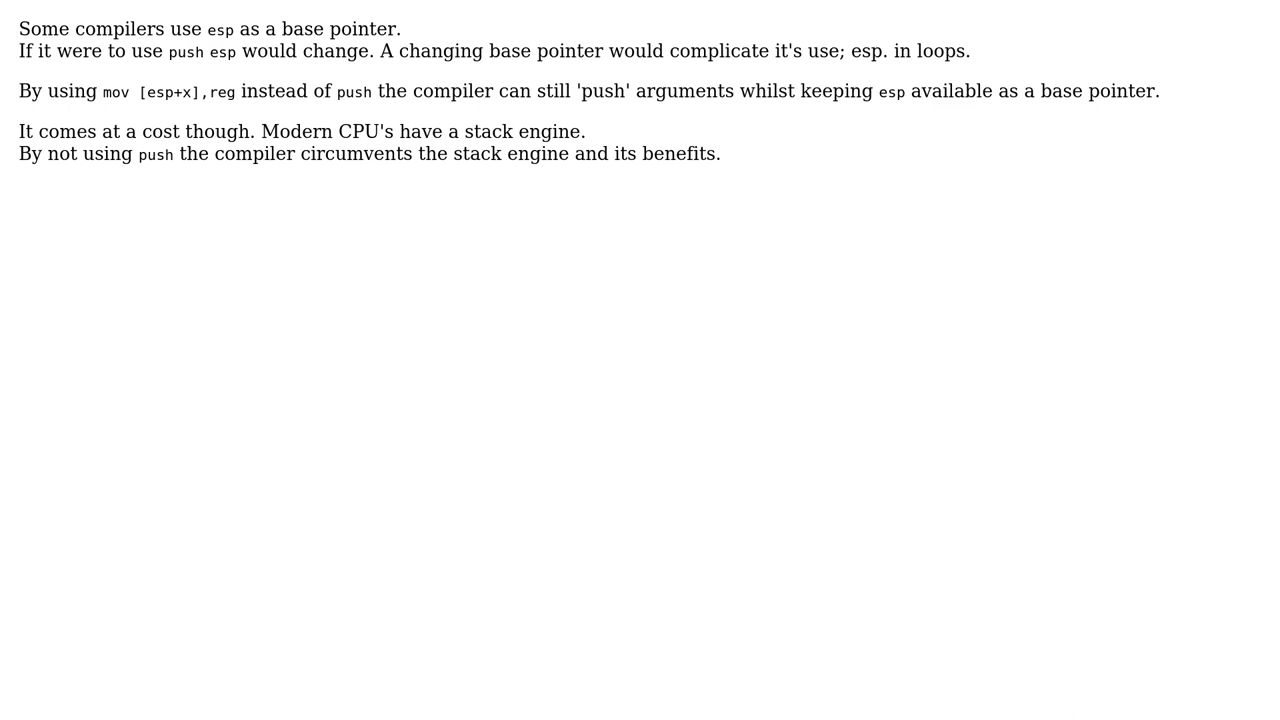 Some compilers use esp as a base pointer.
If it were to use push esp would change. A changing base pointer would complicate it's use; esp. in loops.
By using mov [esp+x],reg instead of push the compiler can still 'push' arguments whilst keeping esp available as a base pointer.
It comes at a cost though. Modern CPU's have a stack engine.
By not using push the compiler circumvents the stack engine and its benefits.